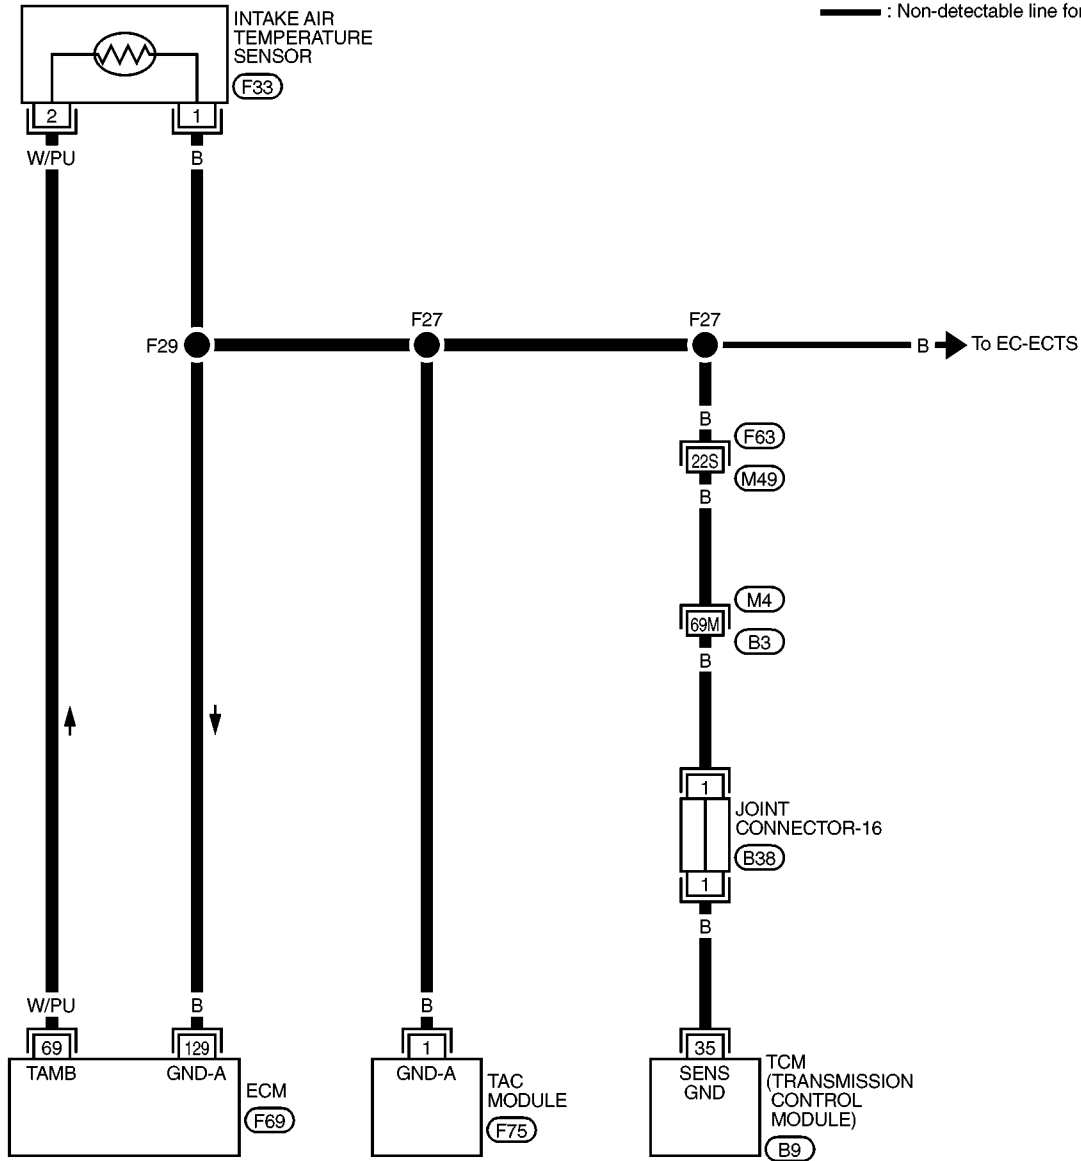 : Non-detectable line for
INTAKE AIR
TEMPERATURE
SENSOR
F33
2
1
W/PU
B
F29
F27
F27
B
To EC-ECTS
B
F63
22S
M49
B
M4
69M
B3
B
1
JOINT
CONNECTOR-16
B38
1
B
W/PU
B
B
69
129
1
35
TAMB
GND-A
ECM
F69
GND-A
TAC
MODULE
F75
SENS
GND
TCM
(TRANSMISSION
CONTROL
MODULE)
B9